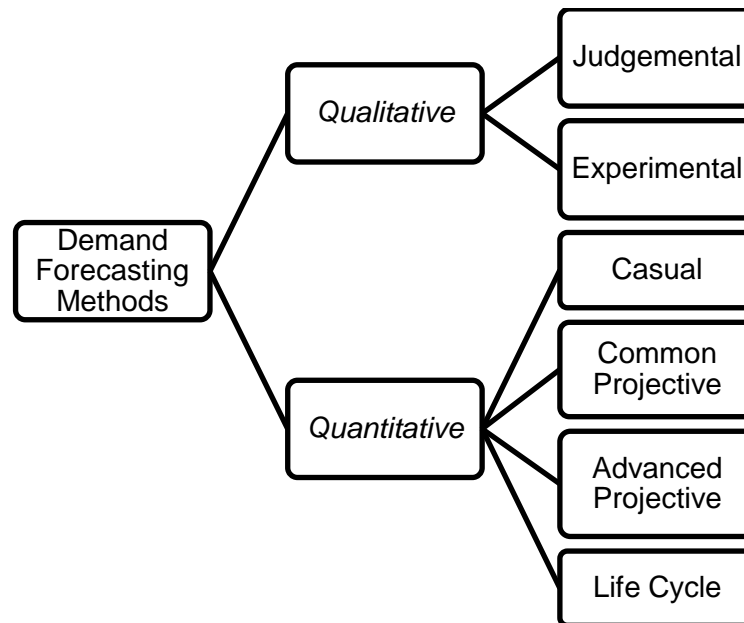 Demand
Forecasting
Methods
Qualitative
Judgemental
Experimental
Quantitative
Casual
Common
Projective
Advanced
Projective
Life Cycle